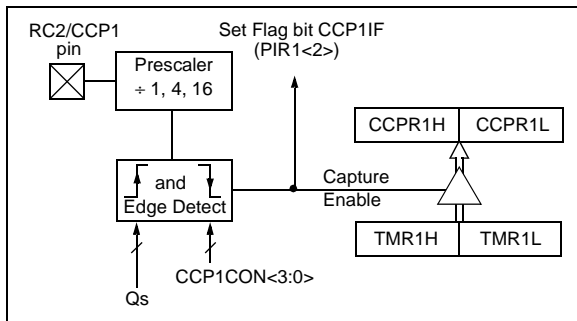 RC2/CCP1
pin
Prescaler
÷ 1, 4, 16
Set Flag bit CCP1IF
(PIR1<2>)
CCPR1H
CCPR1L
and
Edge Detect
Capture
Enable
TMR1H
TMR1L
CCP1CON<3:0>
Qs